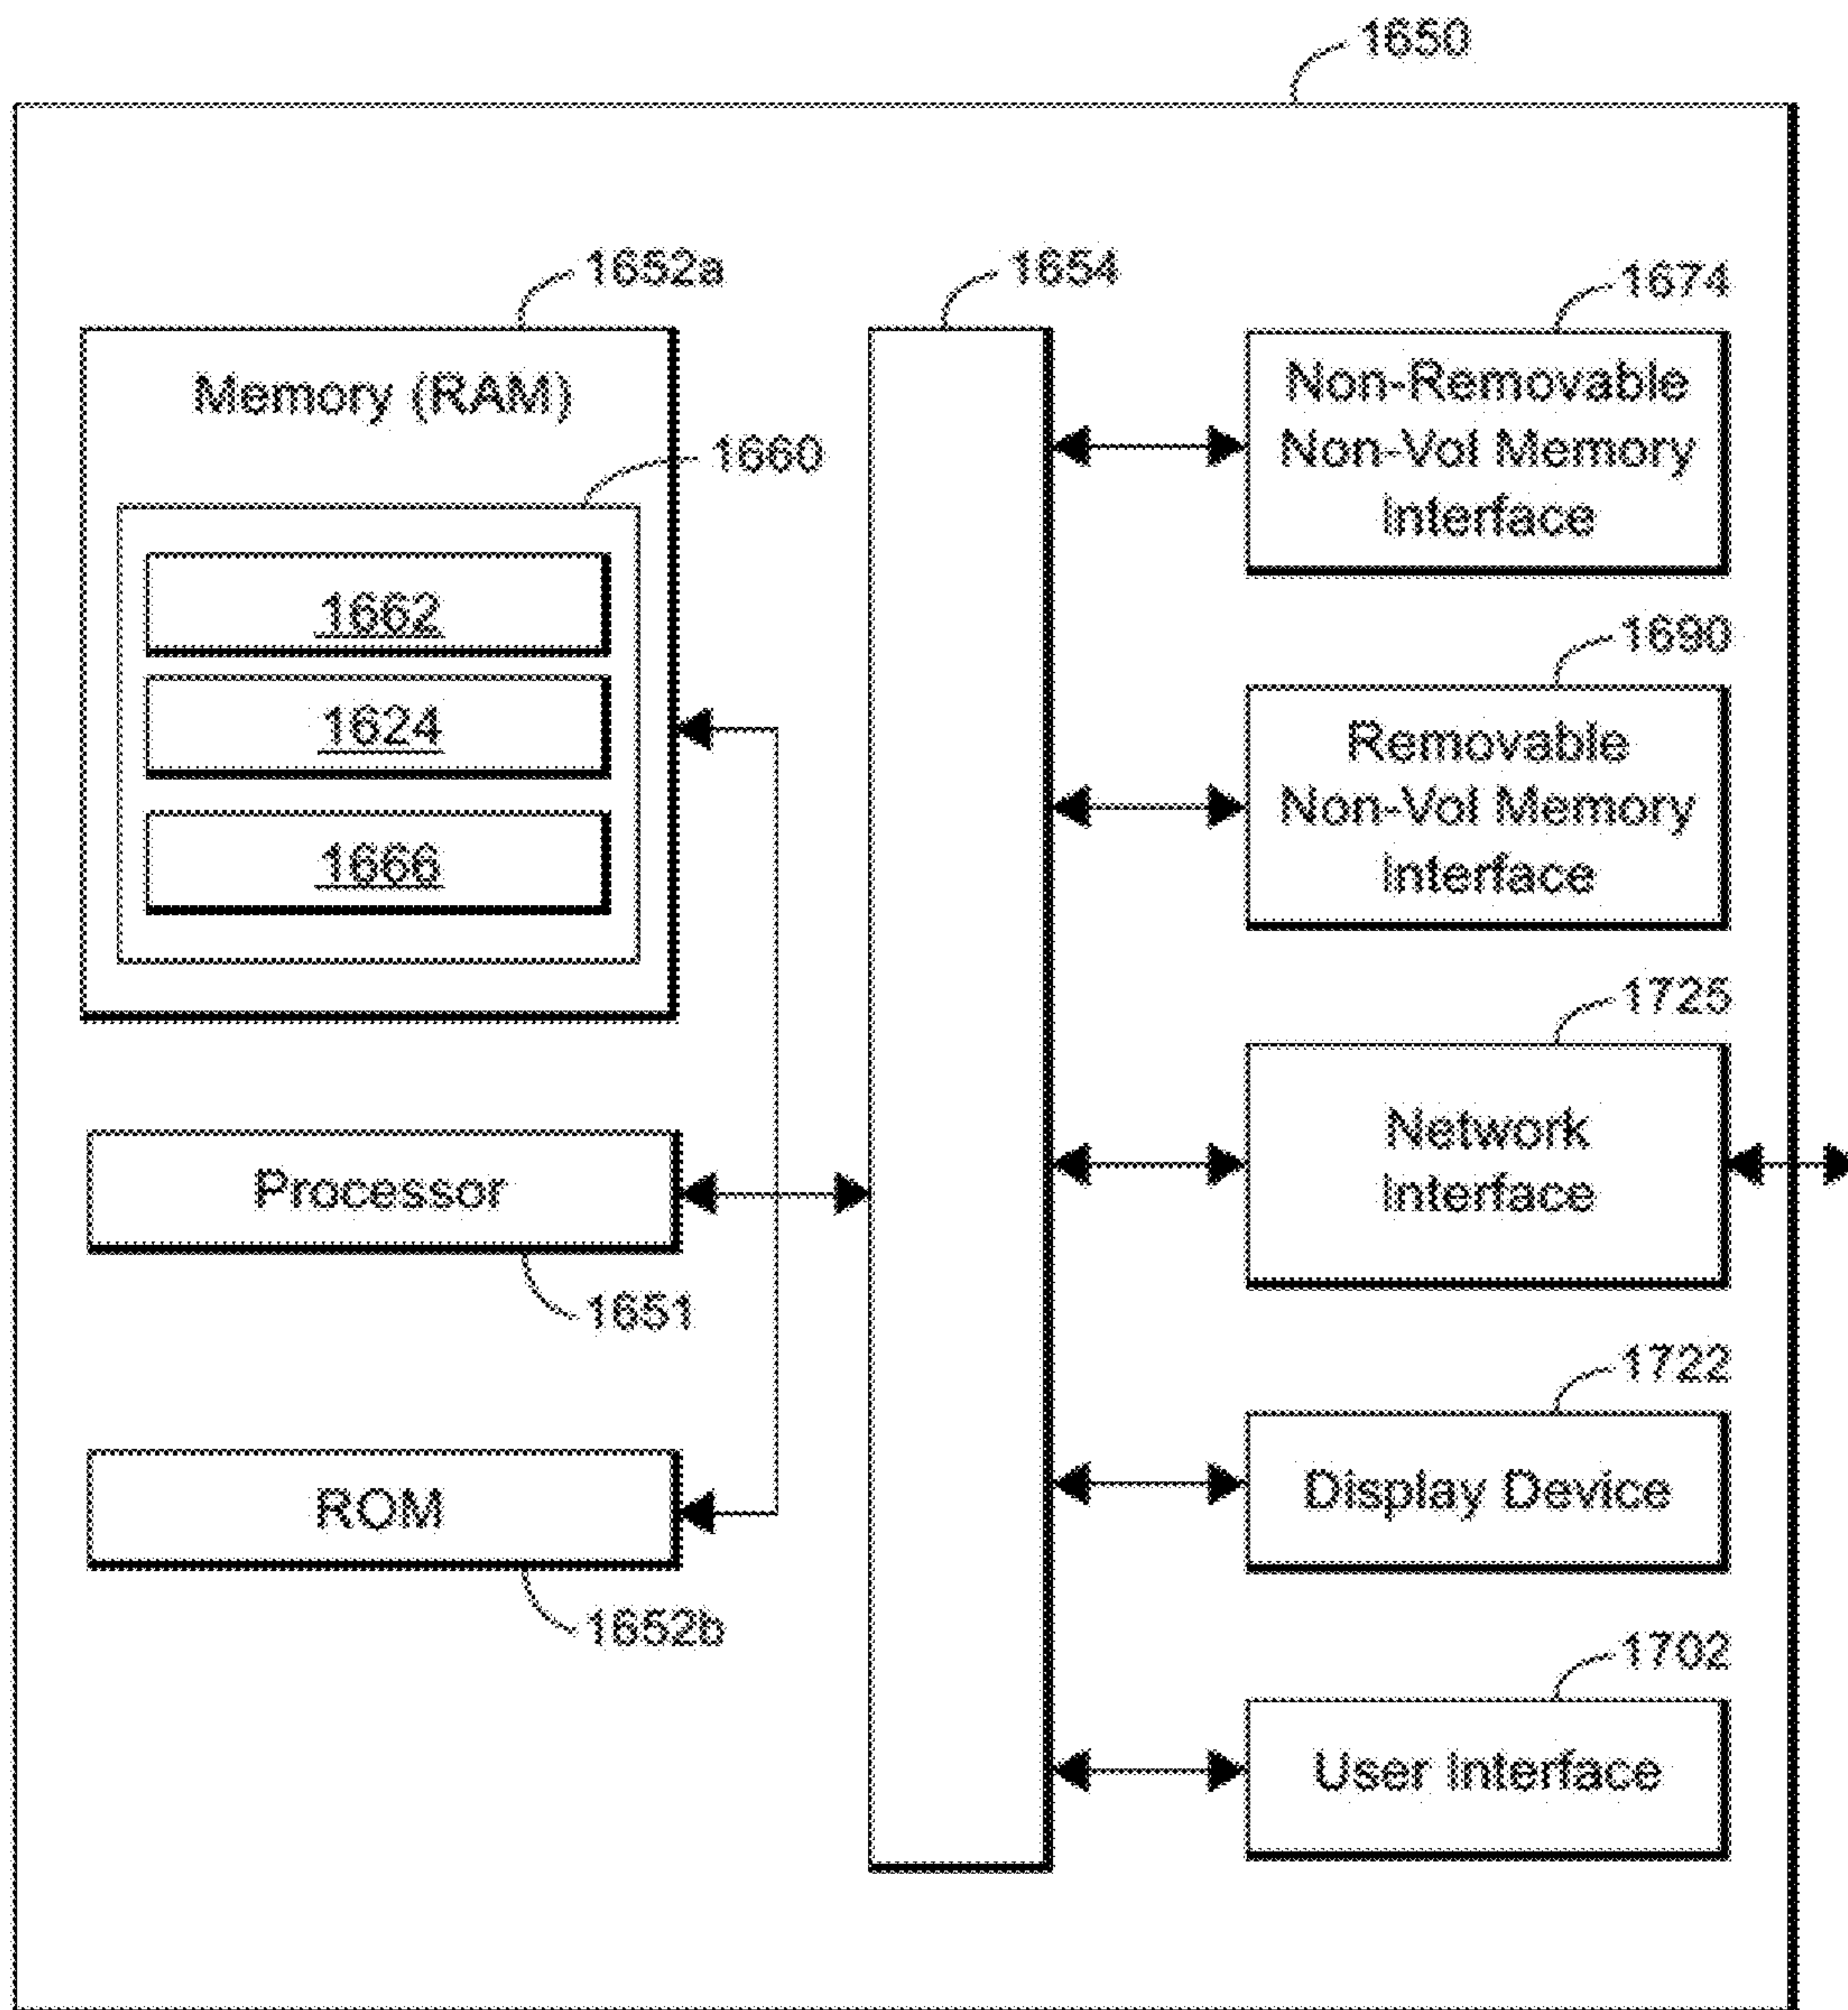 1650
1652a
1654
1674
Memory (RAM)
Non-Removable
Non-Vol Memory
Interface
1660
1662
1624
1666
1690
Removable
Non-Vol Memory
Interface
1725
Network
Interface
Processor
1651
1722
Display Device
ROM
1652b
1702
User Interface